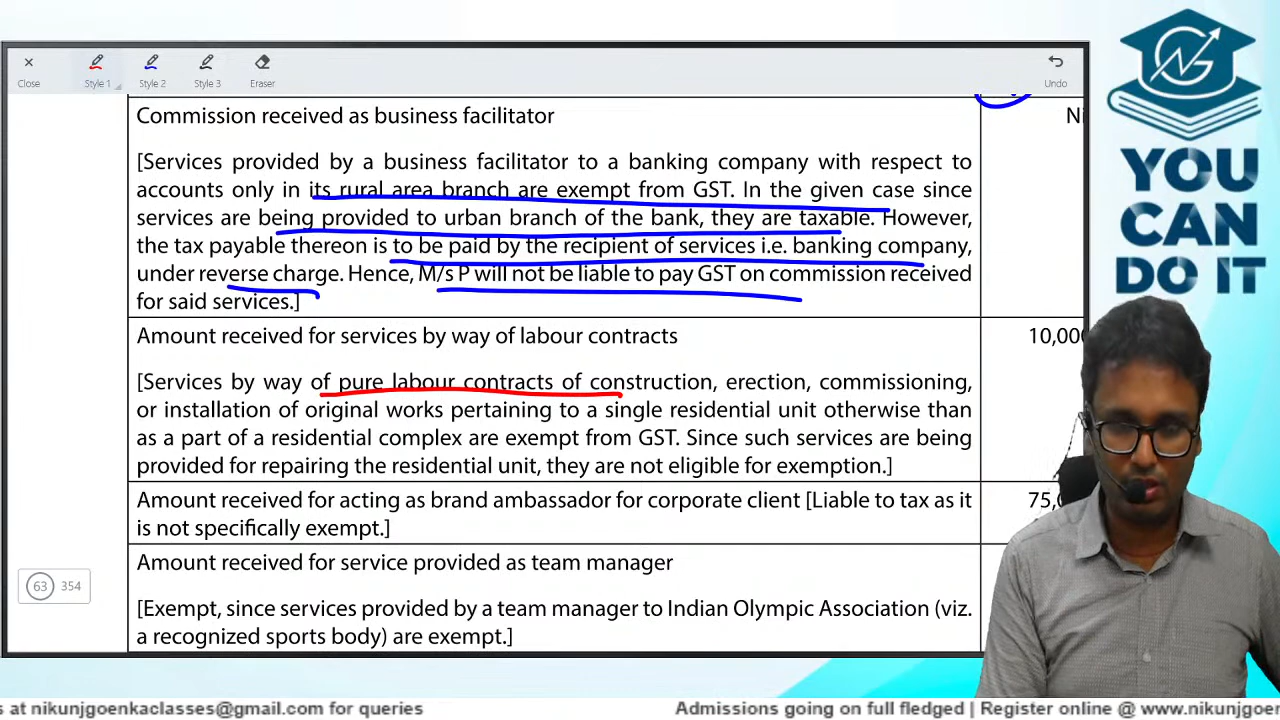 Close
Style 1
Style 2
Style 3
Eraser
Undo
Commission received as business facilitator
[Services provided by a business facilitator to a banking company with respect to
accounts only in its rural area branch are exempt from GST. In the given case since
services are being provided to urban branch of the bank, they are taxable. However,
the tax payable thereon is to be paid by the recipient of services i.e. banking company,
under reverse charge. Hence, M/s P will not be liable to pay GST on commission received
for said services.]
Amount received for services by way of labour contracts
10,000
[Services by way of pure labour contracts of construction, erection, commissioning,
or installation of original works pertaining to a single residential unit otherwise than
as a part of a residential complex are exempt from GST. Since such services are being
provided for repairing the residential unit, they are not eligible for exemption.]
Amount received for acting as brand ambassador for corporate client [Liable to tax as it
is not specifically exempt.]
75,
Amount received for service provided as team manager
[Exempt, since services provided by a team manager to Indian Olympic Association (viz.
a recognized sports body) are exempt.]
63 354
YOU
CAN
DO IT
s at nikunjgoenkaclasses@gmail.com for queries
Admissions going on full fledged | Register online @ www.nikunjgoe